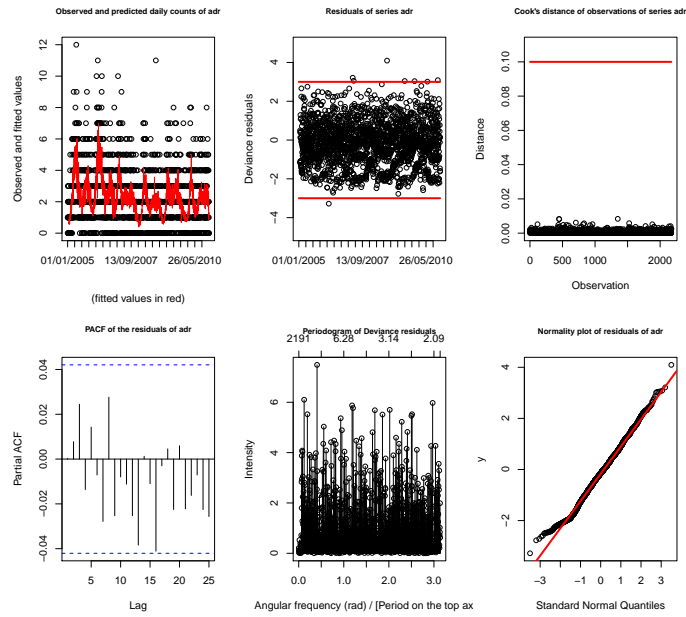 Observed and predicted daily counts of adr
Observed and fitted values
0 2 4 6 8 10 12
01/01/2005 13/09/2007 26/05/2010
(fitted values in red)
Residuals of series adr
Deviance residuals
−4 −2 0 2 4
01/01/2005 13/09/2007 26/05/2010
Cook's distance of observations of series adr
Distance
0.00 0.02 0.04 0.06 0.08 0.10
0 500 1000 2000
Observation
PACF of the residuals of adr
Partial ACF
−0.04 −0.02 0.00 0.02 0.04
5 10 15 20 25
Lag
Periodogram of Deviance residuals
2191 6.28 3.14 2.09
Intensity
0 2 4 6
0.0 1.0 2.0 3.0
Angular frequency (rad) / [Period on the top ax
Normality plot of residuals of adr
y
−2 0 2 4
−3 −2 −1 0 1 2 3
Standard Normal Quantiles